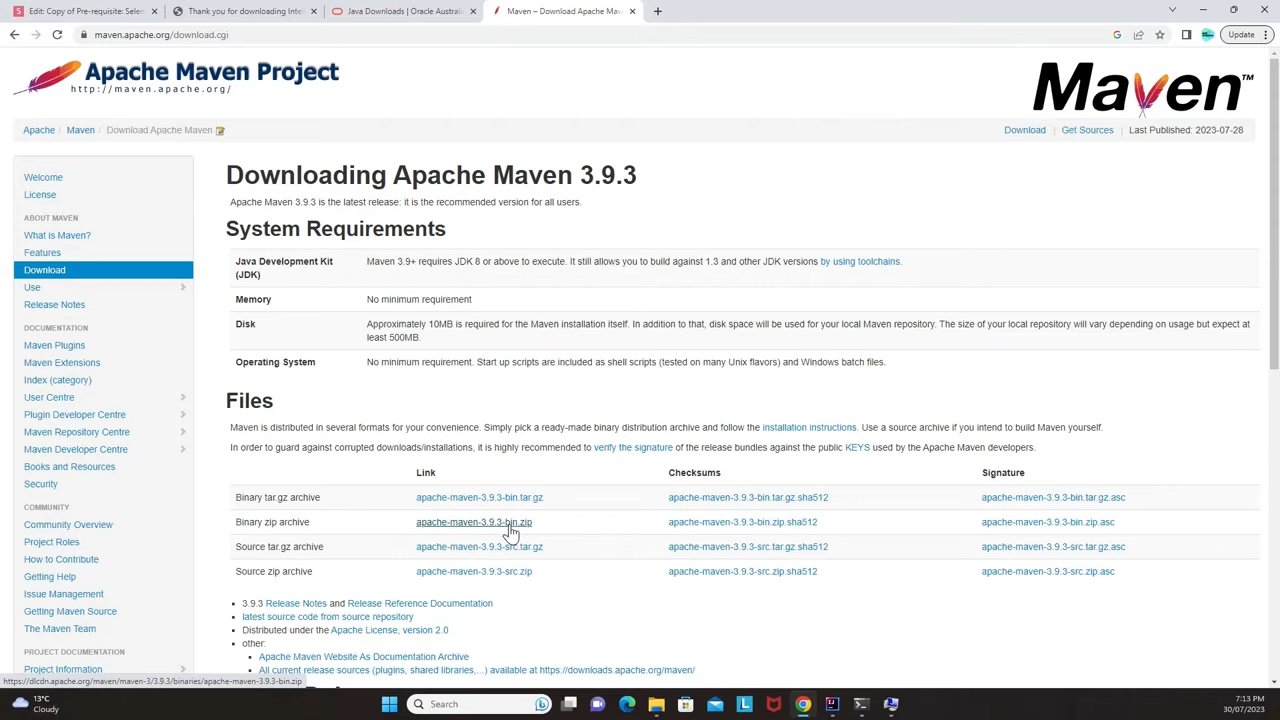 Edit: Copy of Pre-requisite: Sele
Thank you for downloading Intel
Java Downloads | Oracle Austral
Maven – Download Apache Mave
maven.apache.org/download.cgi
Update
Apache Maven Project
http://maven.apache.org/
Maven™
Apache / Maven / Download Apache Maven
Download | Get Sources | Last Published: 2023-07-28
Welcome
License
ABOUT MAVEN
What is Maven?
Features
Download
Use
Release Notes
DOCUMENTATION
Maven Plugins
Maven Extensions
Index (category)
User Centre
Plugin Developer Centre
Maven Repository Centre
Maven Developer Centre
Books and Resources
Security
COMMUNITY
Community Overview
Project Roles
How to Contribute
Getting Help
Issue Management
Getting Maven Source
The Maven Team
PROJECT DOCUMENTATION
Project Information
Downloading Apache Maven 3.9.3
Apache Maven 3.9.3 is the latest release: it is the recommended version for all users.
System Requirements
Java Development Kit (JDK) Maven 3.9+ requires JDK 8 or above to execute. It still allows you to build against 1.3 and other JDK versions by using toolchains.
Memory No minimum requirement
Disk Approximately 10MB is required for the Maven installation itself. In addition to that, disk space will be used for your local Maven repository. The size of your local repository will vary depending on usage but expect at
least 500MB.
Operating System No minimum requirement. Start up scripts are included as shell scripts (tested on many Unix flavors) and Windows batch files.
Files
Maven is distributed in several formats for your convenience. Simply pick a ready-made binary distribution archive and follow the installation instructions. Use a source archive if you intend to build Maven yourself.
In order to guard against corrupted downloads/installations, it is highly recommended to verify the signature of the release bundles against the public KEYS used by the Apache Maven developers.
Link Checksums Signature
Binary tar.gz archive apache-maven-3.9.3-bin.tar.gz apache-maven-3.9.3-bin.tar.gz.sha512 apache-maven-3.9.3-bin.tar.gz.asc
Binary zip archive apache-maven-3.9.3-bin.zip apache-maven-3.9.3-bin.zip.sha512 apache-maven-3.9.3-bin.zip.asc
Source tar.gz archive apache-maven-3.9.3-src.tar.gz apache-maven-3.9.3-src.tar.gz.sha512 apache-maven-3.9.3-src.tar.gz.asc
Source zip archive apache-maven-3.9.3-src.zip apache-maven-3.9.3-src.zip.sha512 apache-maven-3.9.3-src.zip.asc
3.9.3 Release Notes and Release Reference Documentation
latest source code from source repository
Distributed under the Apache License, version 2.0
other:
Apache Maven Website As Documentation Archive
All current release sources (plugins, shared libraries,...) available at https://downloads.apache.org/maven/
https://dlcdn.apache.org/maven/maven-3/3.9.3/binaries/apache-maven-3.9.3-bin.zip
13°C
Cloudy
Search
7:13 PM
30/07/2023